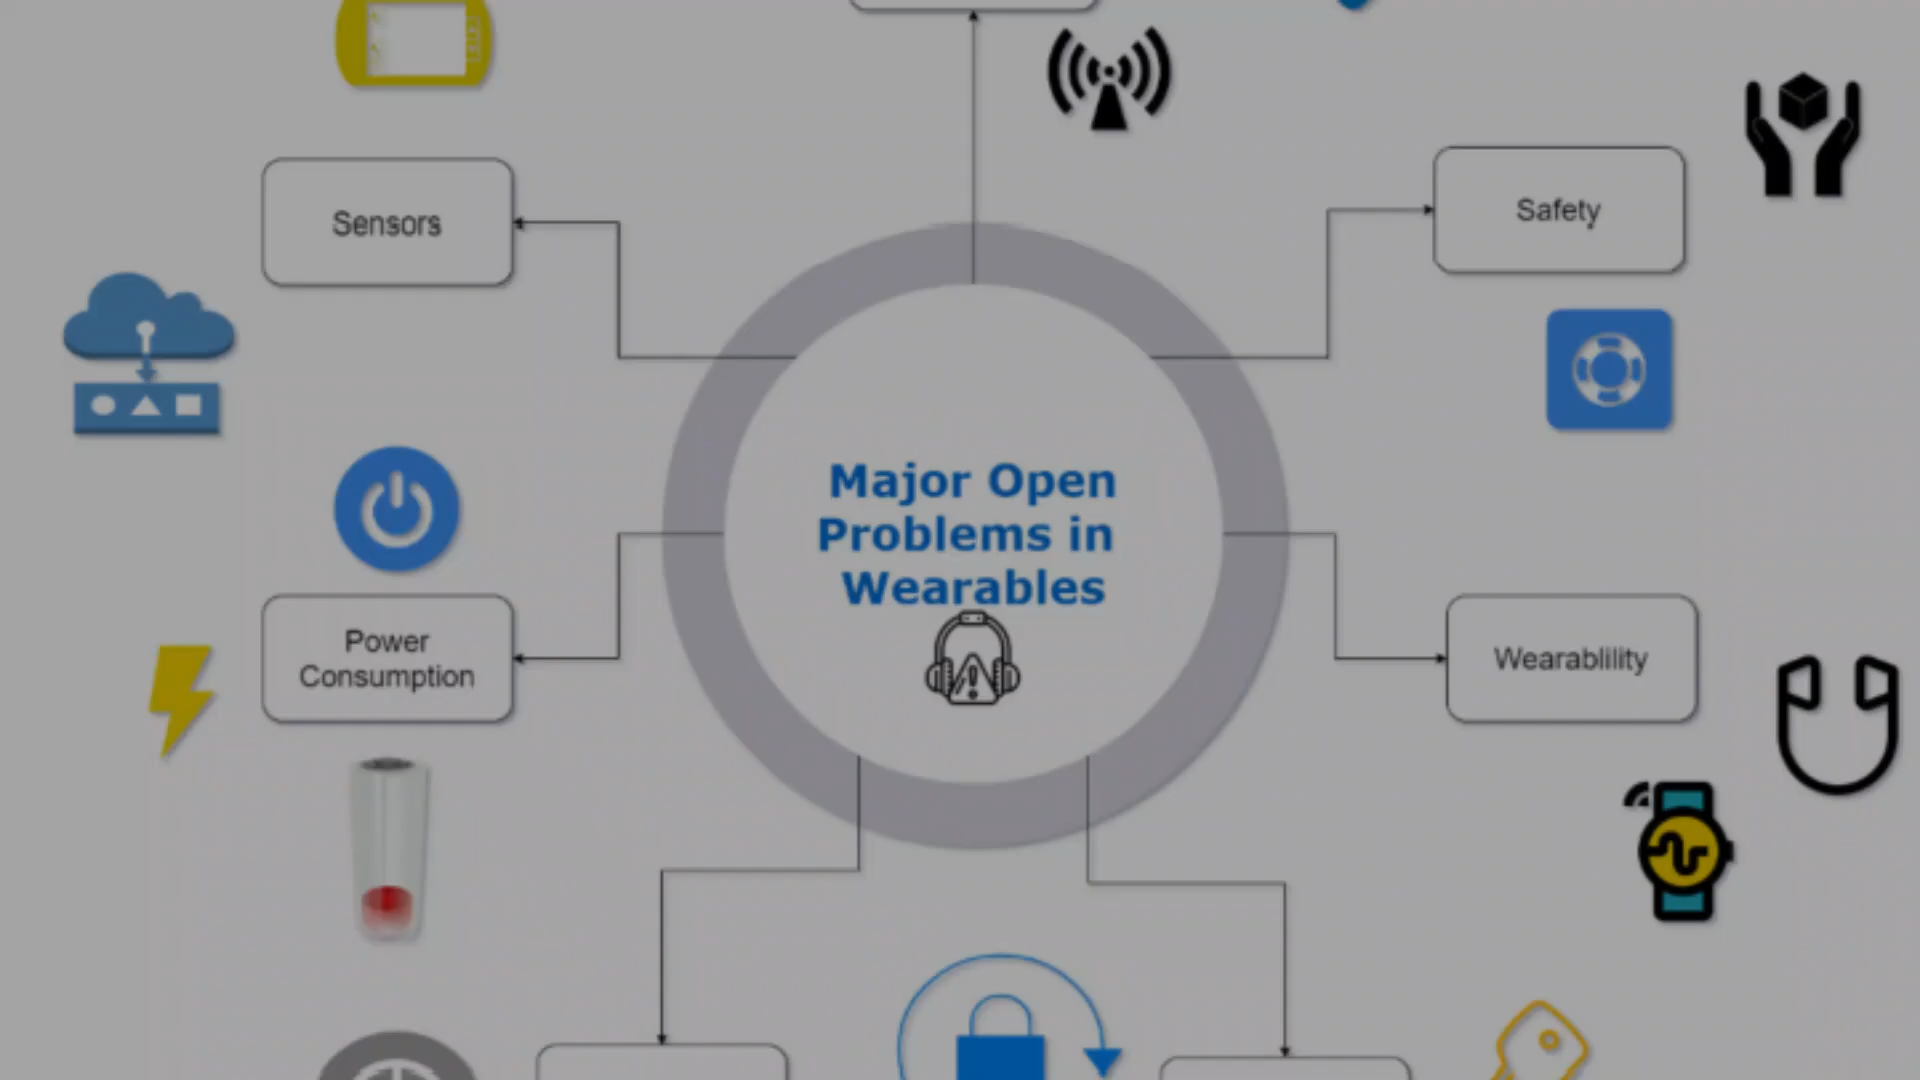 Sensors
Safety
Major Open
Problems in
Wearables
Power
Consumption
Wearablility